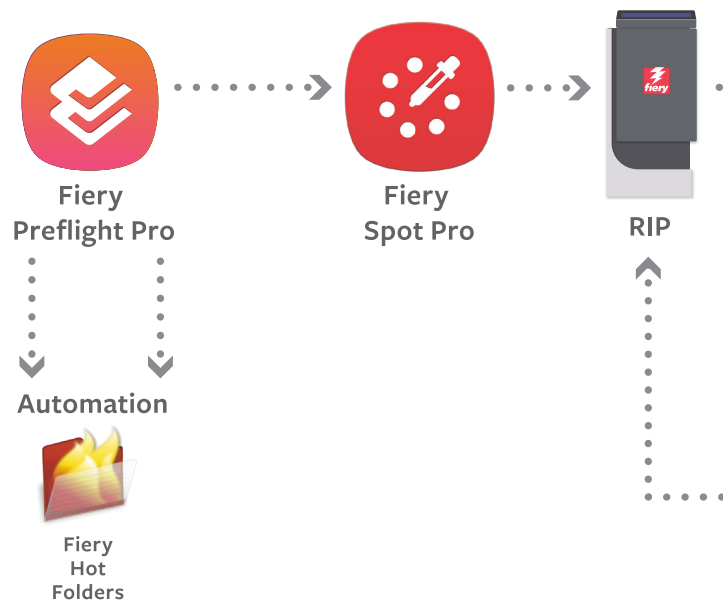 fiery
Fiery
Preflight Pro
Fiery
Spot Pro
RIP
Automation
Fiery
Hot
Folders